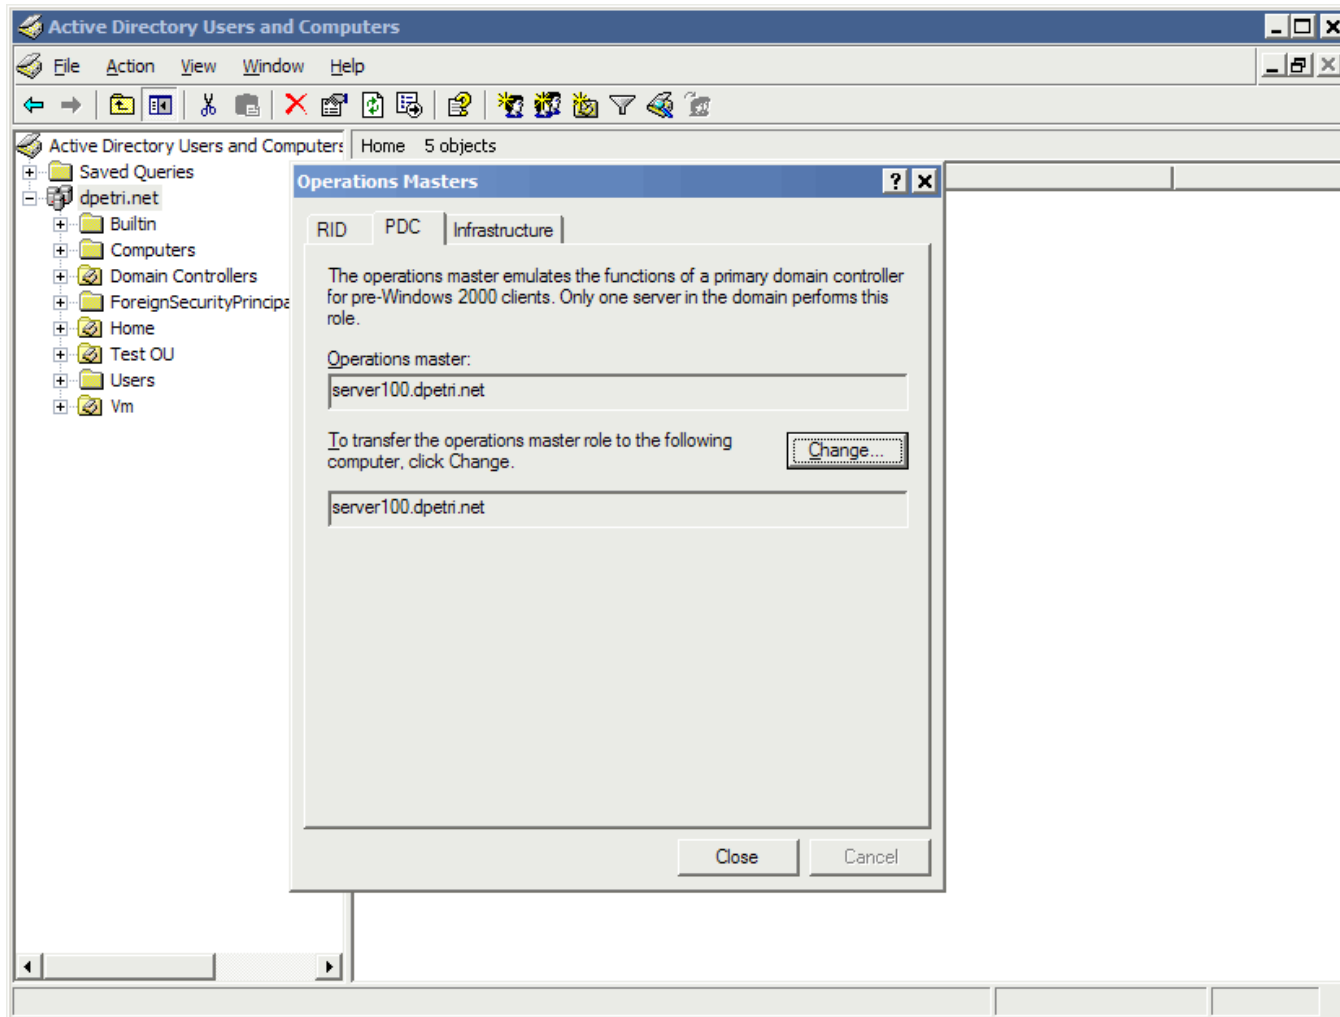 Active Directory Users and Computers
File Action View Window Help
Active Directory Users and Computers
Home 5 objects
Saved Queries
dpetri.net
Builtin
Computers
Domain Controllers
ForeignSecurityPrincipa
Home
Test OU
Users
Vm
Operations Masters
RID PDC Infrastructure
The operations master emulates the functions of a primary domain controller
for pre-Windows 2000 clients. Only one server in the domain performs this
role.
Operations master:
server100.dpetri.net
To transfer the operations master role to the following
computer, click Change.
Change...
server100.dpetri.net
Close Cancel